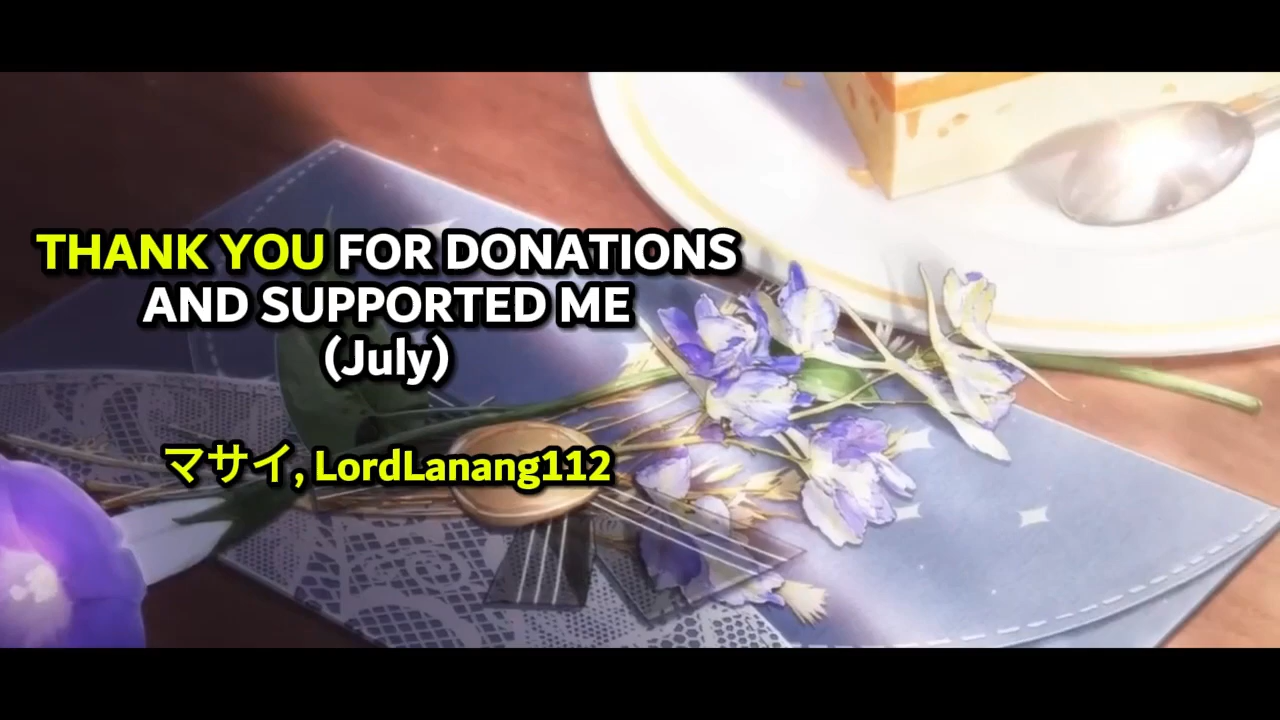 THANK YOU FOR DONATIONS
AND SUPPORTED ME
(July)
マサイ, LordLanang112